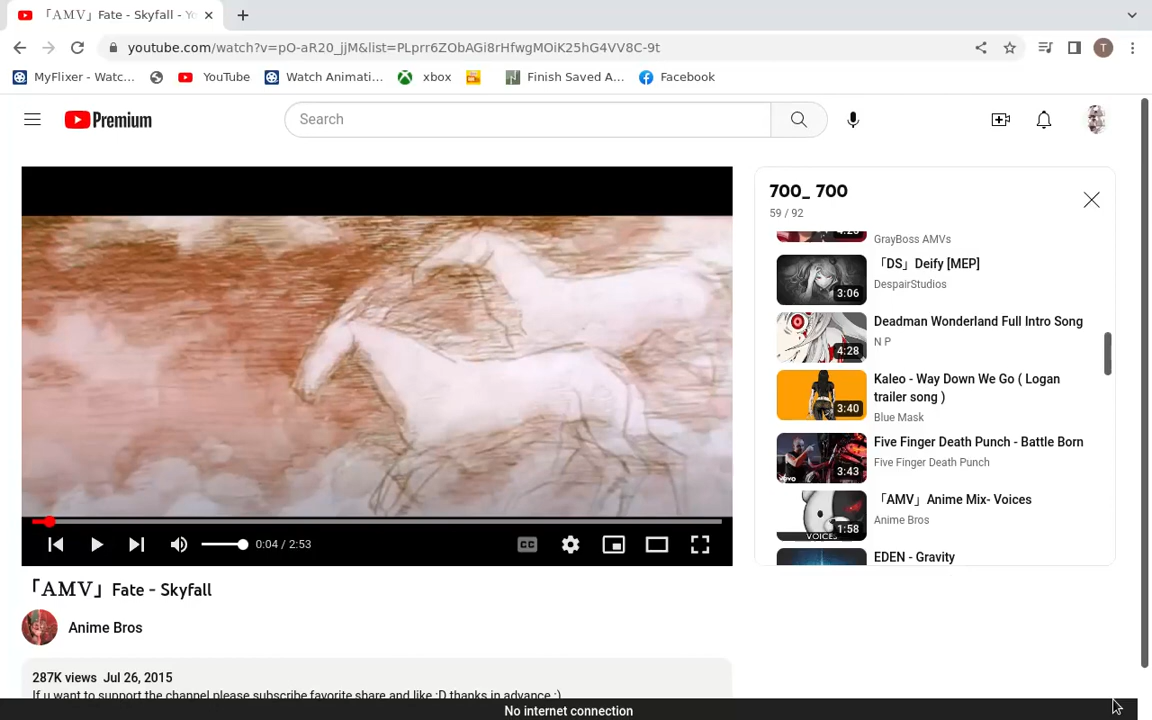 「AMV」Fate - Skyfall - Yo
youtube.com/watch?v=pO-aR20_jjM&list=PLprr6ZObAGi8rHfwgMOiK25hG4VV8C-9t
T
MyFlixer - Watc...
YouTube
Watch Animati...
xbox
Finish Saved A...
Facebook
Premium
Search
700_ 700
59 / 92
4:23
GrayBoss AMVs
「DS」Deify [MEP]
DespairStudios
3:06
Deadman Wonderland Full Intro Song
N P
4:28
Kaleo - Way Down We Go ( Logan
trailer song )
Blue Mask
3:40
Five Finger Death Punch - Battle Born
Five Finger Death Punch
vevo
3:43
「AMV」Anime Mix- Voices
Anime Bros
VOICES
1:58
EDEN - Gravity
0:04 / 2:53
CC
「AMV」Fate - Skyfall
Anime Bros
287K views Jul 26, 2015
If u want to support the channel please subscribe favorite share and like :D thanks in advance :)
No internet connection